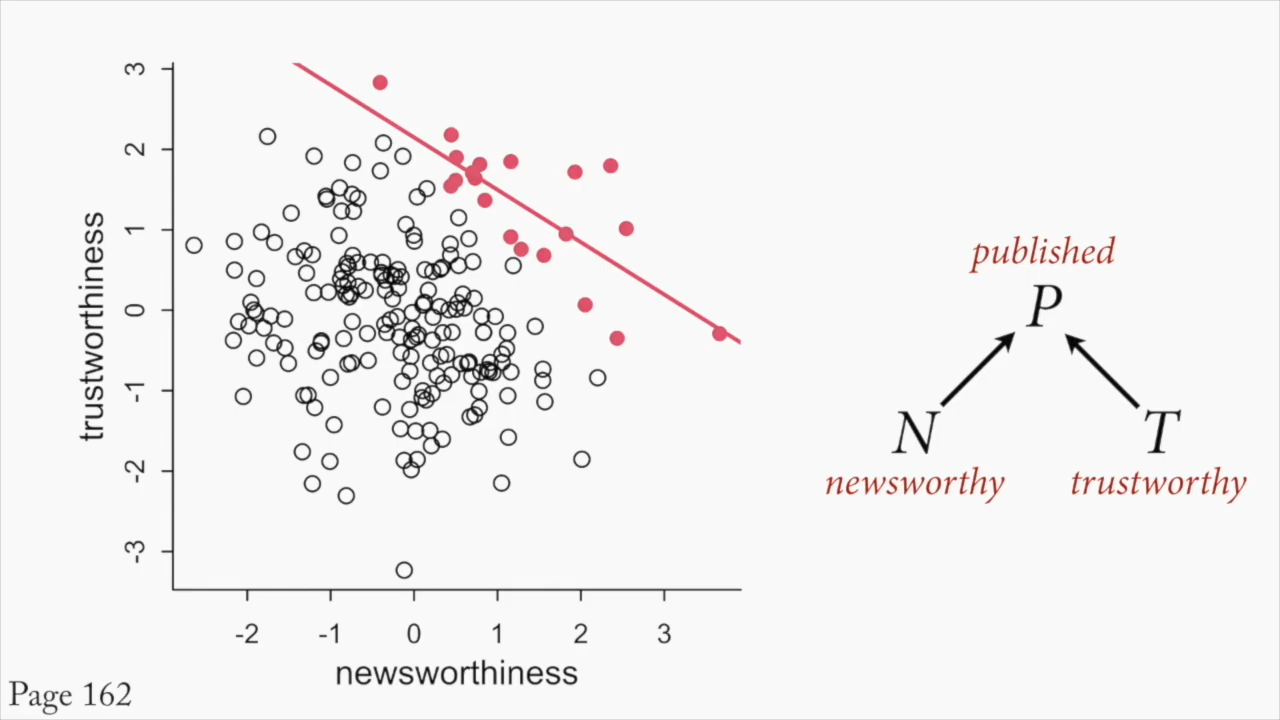 3
2
1
0
-1
-2
-3
trustworthiness
-2 -1 0 1 2 3
newsworthiness
published
P
N T
newsworthy trustworthy
Page 162